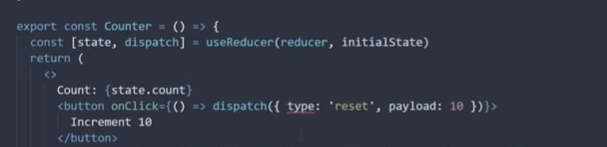 export const Counter = () => {
const [state, dispatch] = useReducer(reducer, initialState)
return (
<>
Count: {state.count}
<button onClick={() => dispatch({ type: 'reset', payload: 10 })}>
Increment 10
</button>